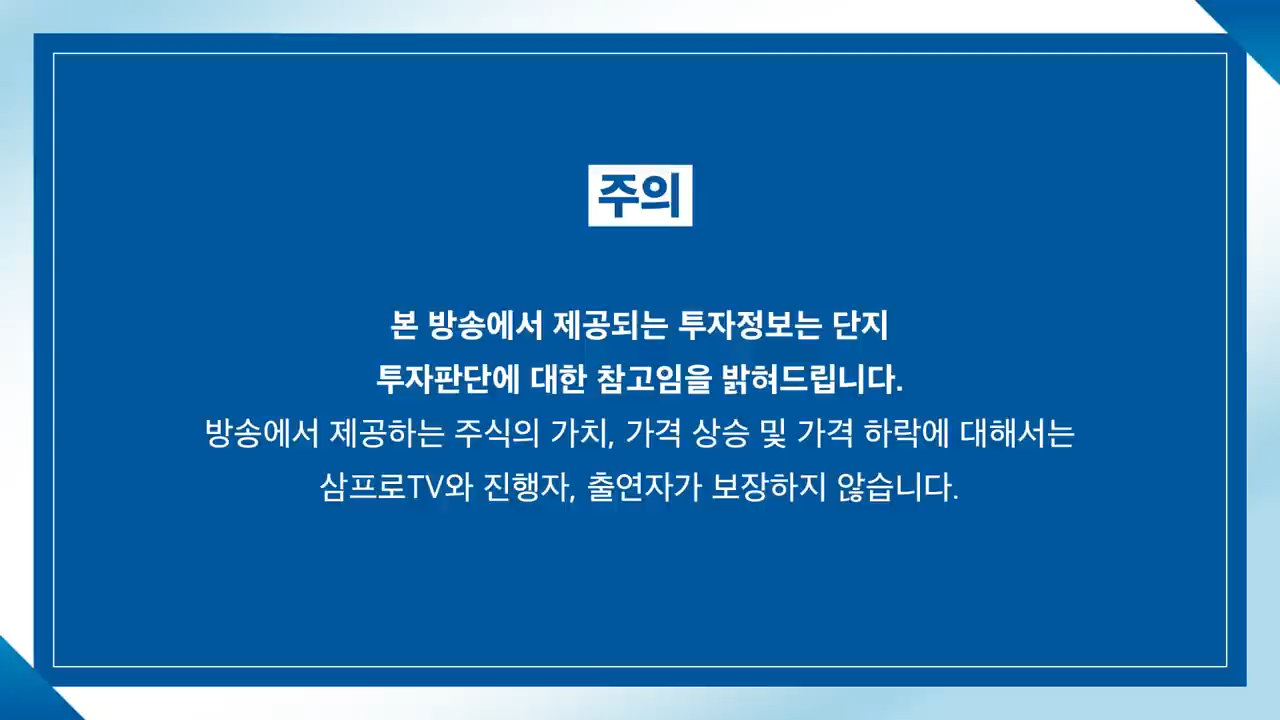 주의
본 방송에서 제공되는 투자정보는 단지
투자판단에 대한 참고임을 밝혀드립니다.
방송에서 제공하는 주식의 가치, 가격 상승 및 가격 하락에 대해서는
삼프로TV와 진행자, 출연자가 보장하지 않습니다.